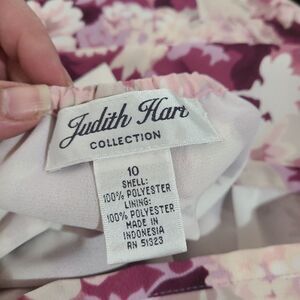 Judith Hart
COLLECTION
10
SHELL:
100% POLYESTER
LINING:
100% POLYESTER
MADE IN
INDONESIA
RN 51323